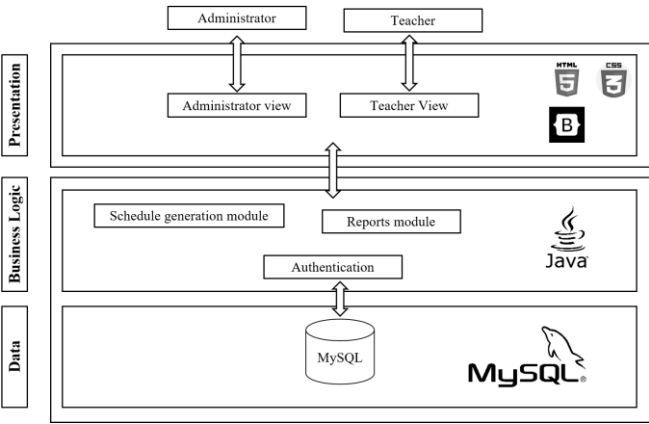 Administrator
Teacher
Presentation
Administrator view
Teacher View
HTML
5
CSS
3
B
Business Logic
Schedule generation module
Reports module
Authentication
Java
Data
MySQL
MySQL®